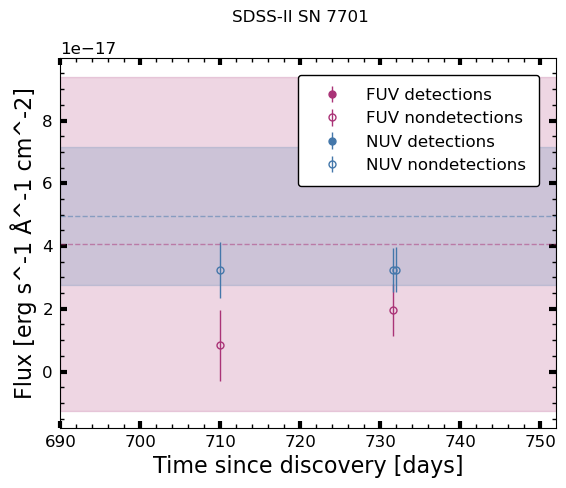 SDSS-II SN 7701
1e−17
FUV detections
FUV nondetections
NUV detections
NUV nondetections
8
6
4
2
0
Flux [erg s^-1 Å^-1 cm^-2]
690 700 710 720 730 740 750
Time since discovery [days]